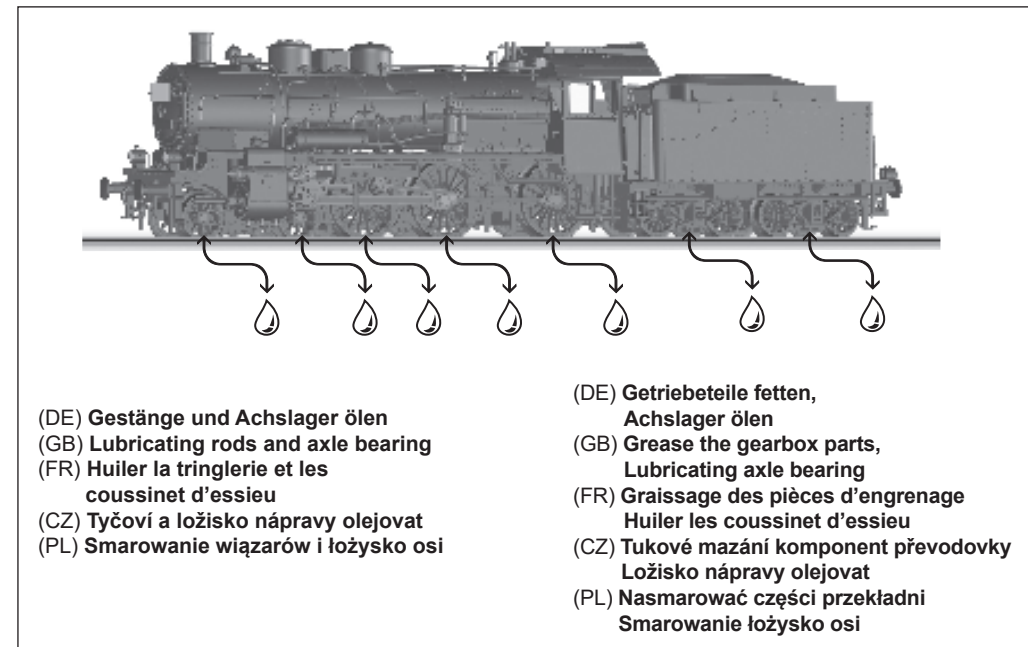 (DE) Gestänge und Achslager ölen
(GB) Lubricating rods and axle bearing
(FR) Huiler la tringlerie et les
coussinet d’essieu
(CZ) Tyčoví a ložisko nápravy olejovat
(PL) Smarowanie wiązarów i łożysko osi
(DE) Getriebeteile fetten,
Achslager ölen
(GB) Grease the gearbox parts,
Lubricating axle bearing
(FR) Graissage des pièces d’engrenage
Huiler les coussinet d’essieu
(CZ) Tukové mazání komponent převodovky
Ložisko nápravy olejovat
(PL) Nasmarować części przekładni
Smarowanie łożysko osi